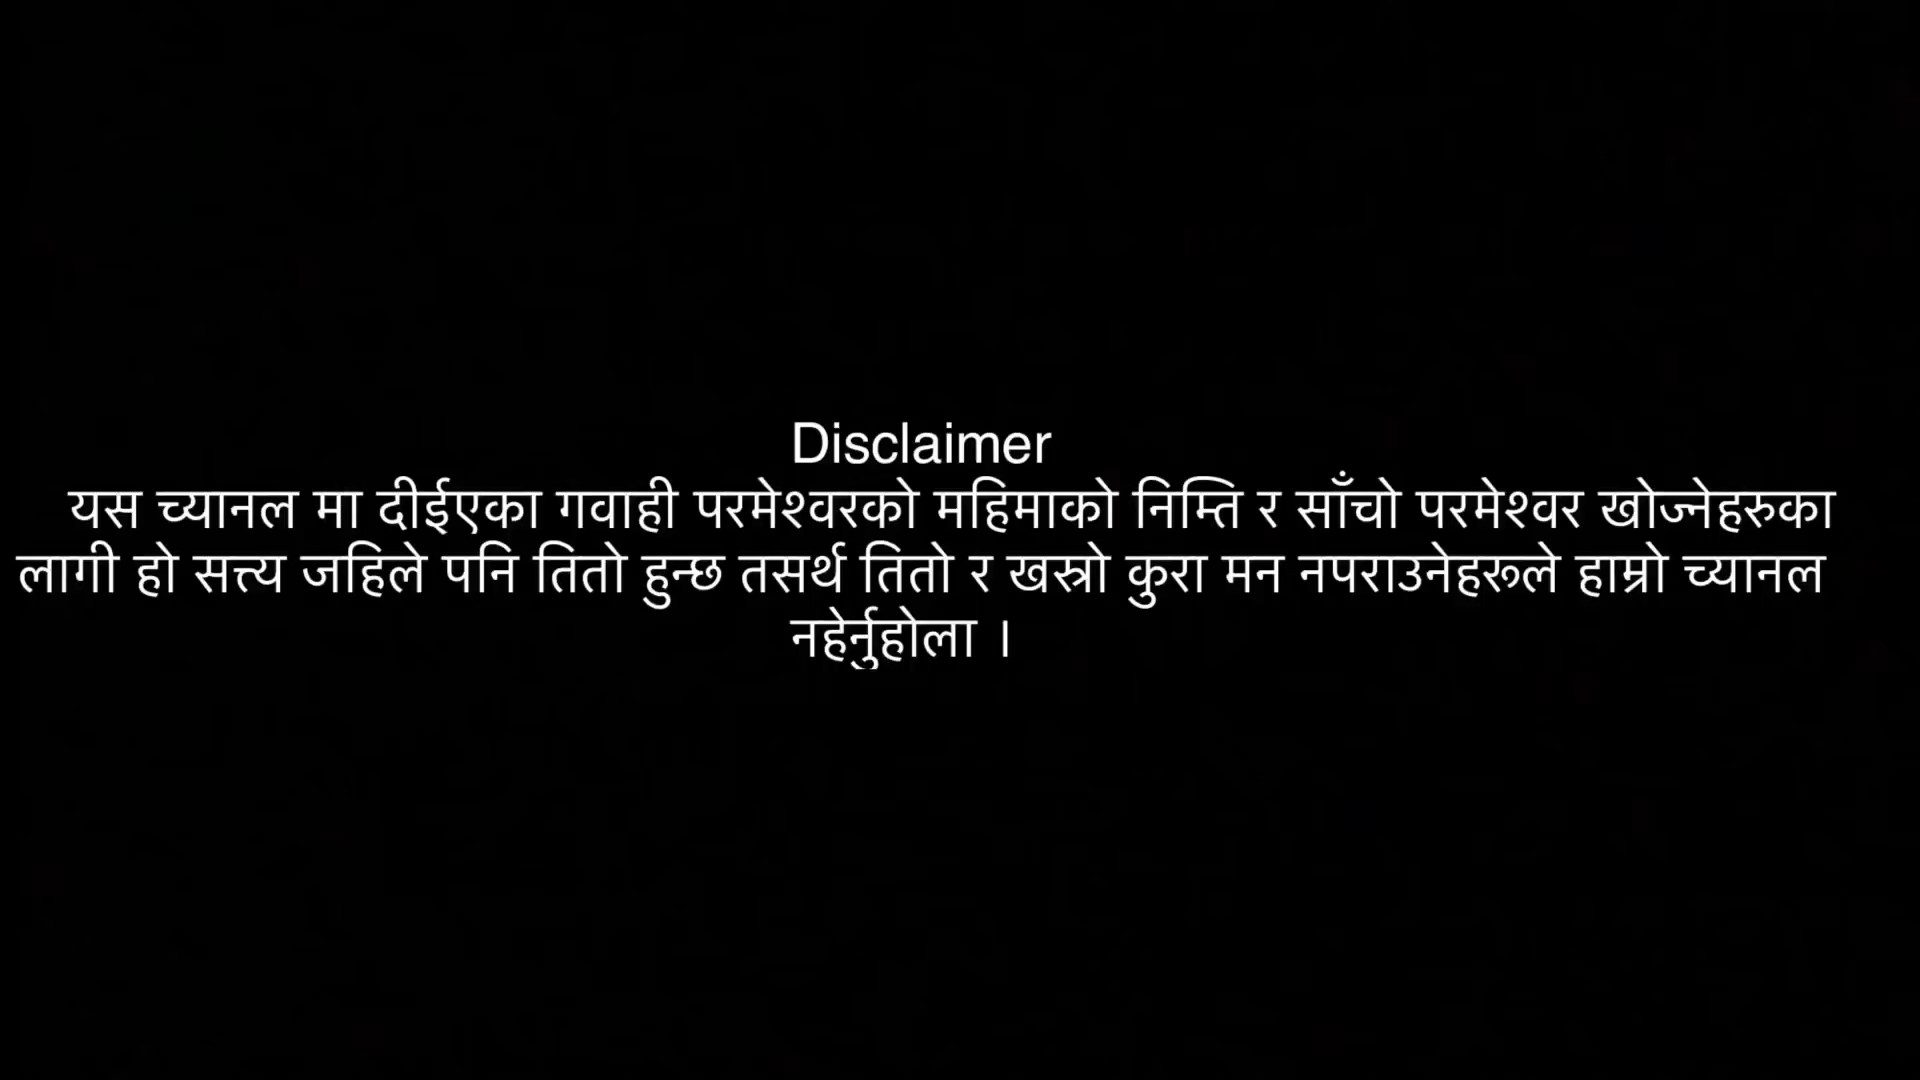 Disclaimer
यस च्यानल मा दीईएका गवाही परमेश्वरको महिमाको निम्ति र साँचो परमेश्वर खोज्नेहरुका
लागी हो सत्त्य जहिले पनि तितो हुन्छ तसर्थ तितो र खस्रो कुरा मन नपराउनेहरूले हाम्रो च्यानल
नहेर्नुहोला ।